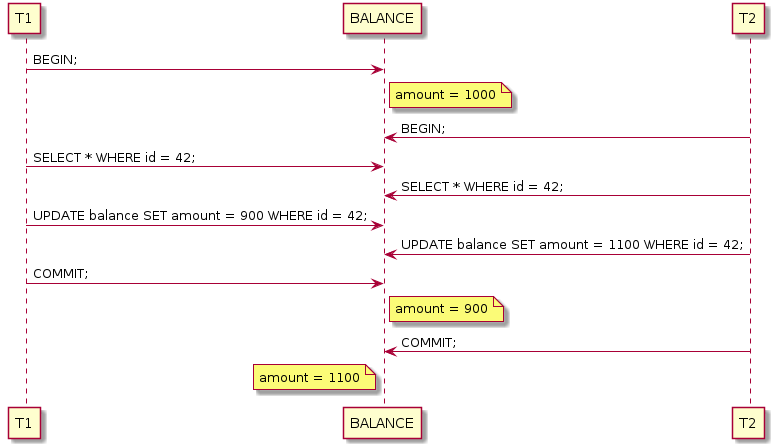 T1
BALANCE
T2
BEGIN;
amount = 1000
BEGIN;
SELECT * WHERE id = 42;
SELECT * WHERE id = 42;
UPDATE balance SET amount = 900 WHERE id = 42;
UPDATE balance SET amount = 1100 WHERE id = 42;
COMMIT;
amount = 900
COMMIT;
amount = 1100
T1
BALANCE
T2